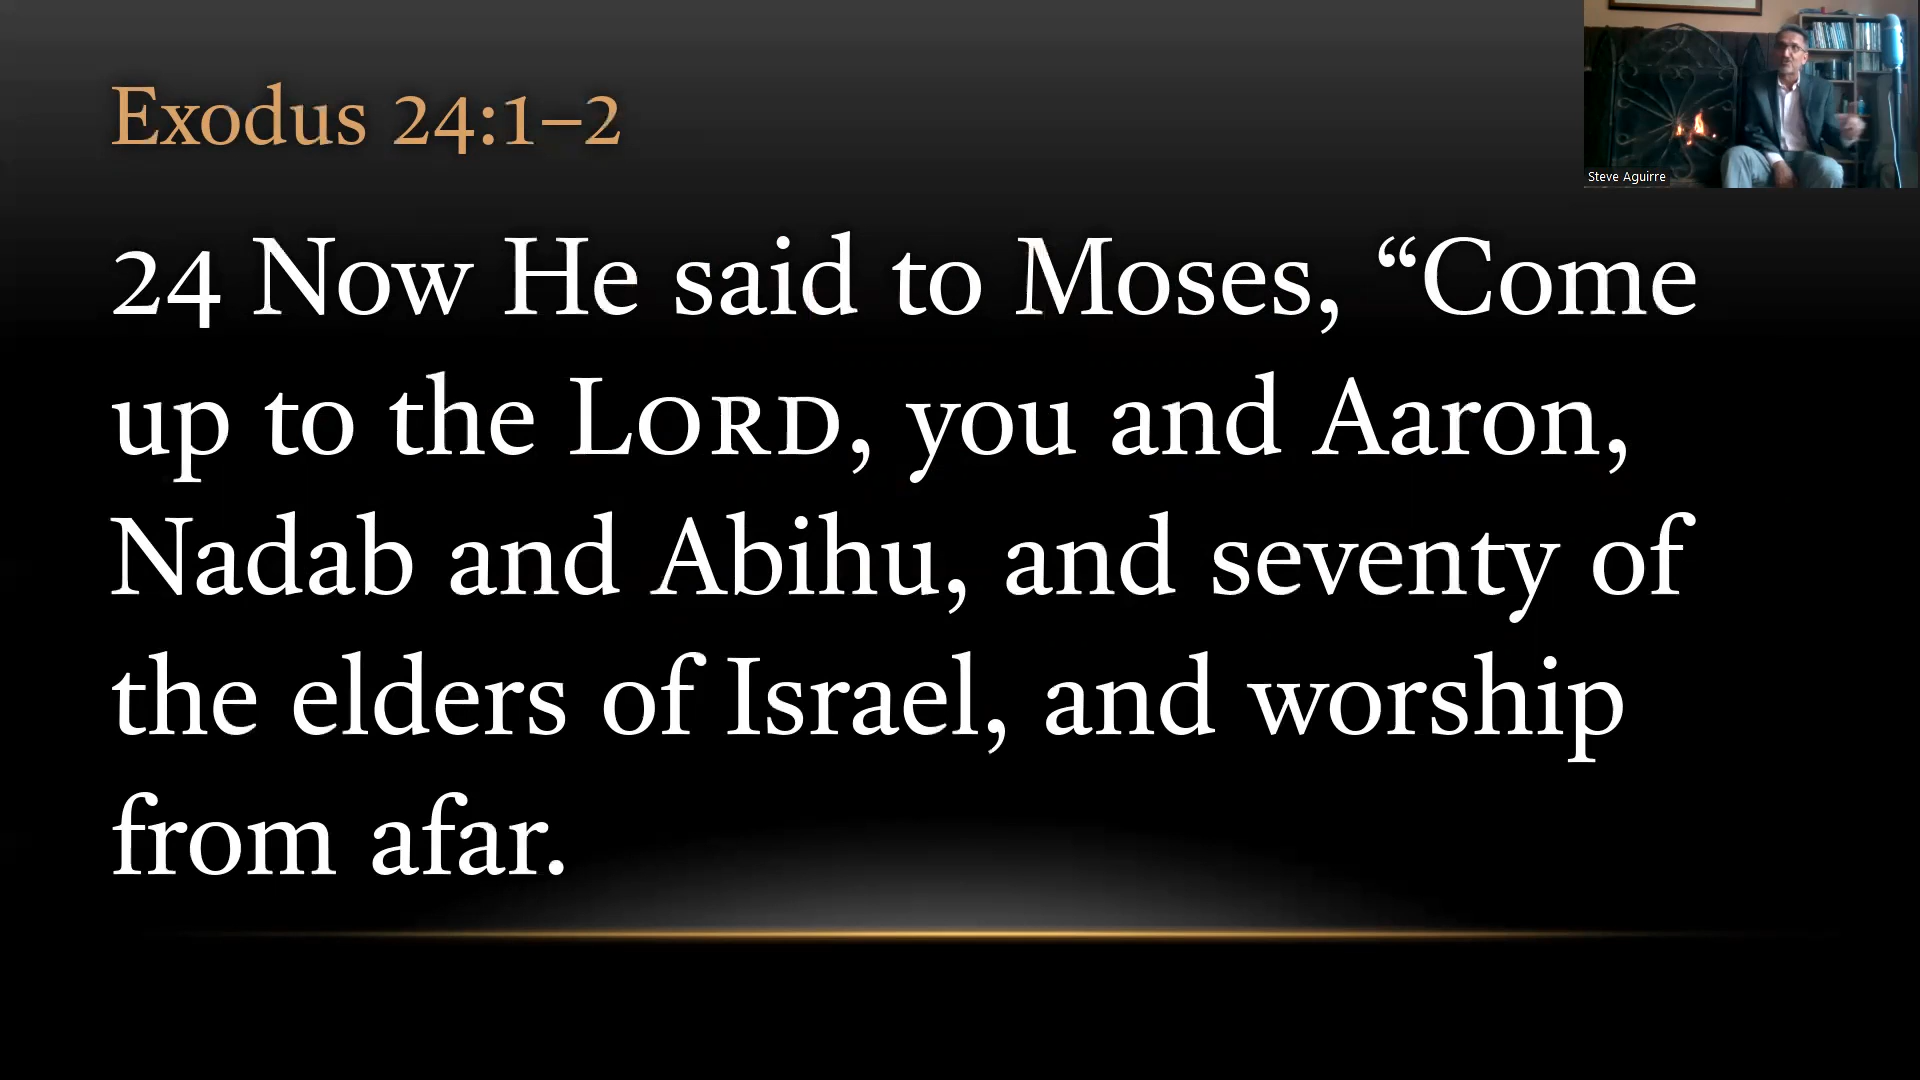 Exodus 24:1–2
Steve Aguirre
24 Now He said to Moses, “Come
up to the LORD, you and Aaron,
Nadab and Abihu, and seventy of
the elders of Israel, and worship
from afar.